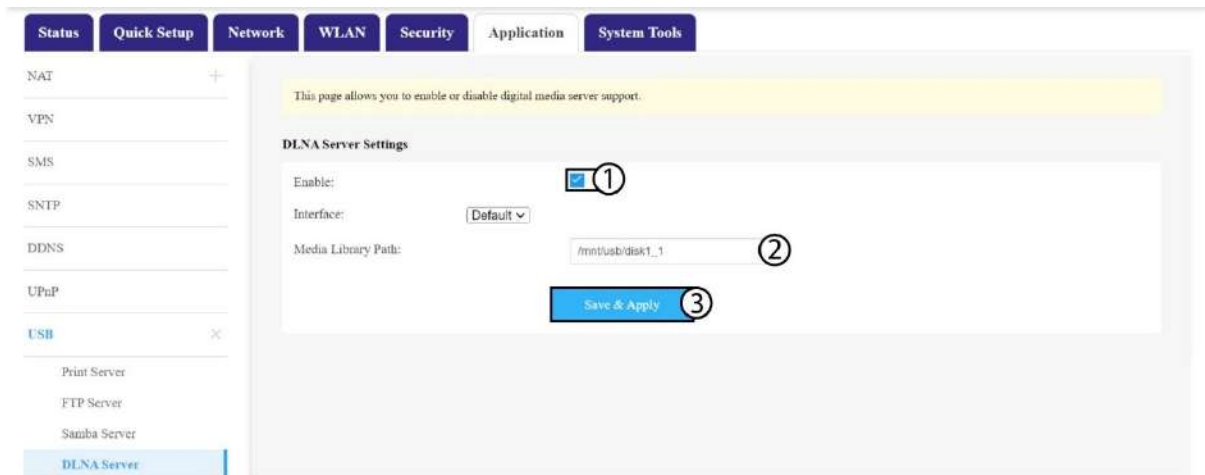 Status Quick Setup Network WLAN Security Application System Tools
NAT
This page allows you to enable or disable digital media server support.
VPN
DLNA Server Settings
SMS
Enable: ①
SNTP
Interface: Default
DDNS
Media Library Path: /mnt/usb/disk1_1 ②
UPnP
Save & Apply ③
USB
Print Server
FTP Server
Samba Server
DLNA Server